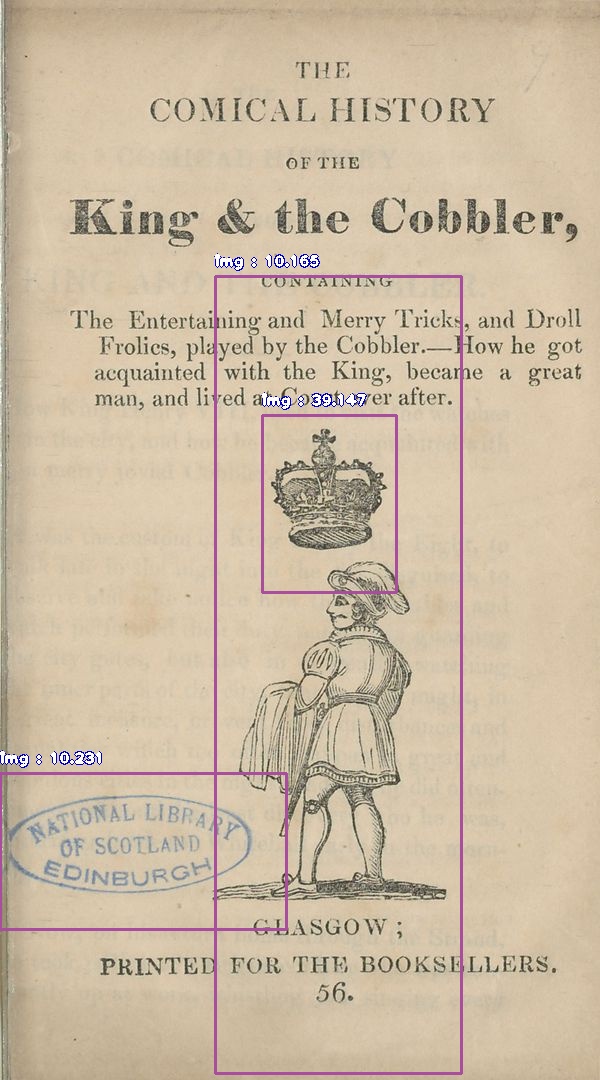 THE
COMICAL HISTORY
OF THE
King & the Cobbler,
img : 10.165
CONTAINING
The Entertaining and Merry Tricks, and Droll
Frolics, played by the Cobbler.—How he got
acquainted with the King, became a great
man, and lived at Court ever after.
img : 39.147
img : 10.231
NATIONAL LIBRARY
OF SCOTLAND
EDINBURGH
GLASGOW;
PRINTED FOR THE BOOKSELLERS.
56.